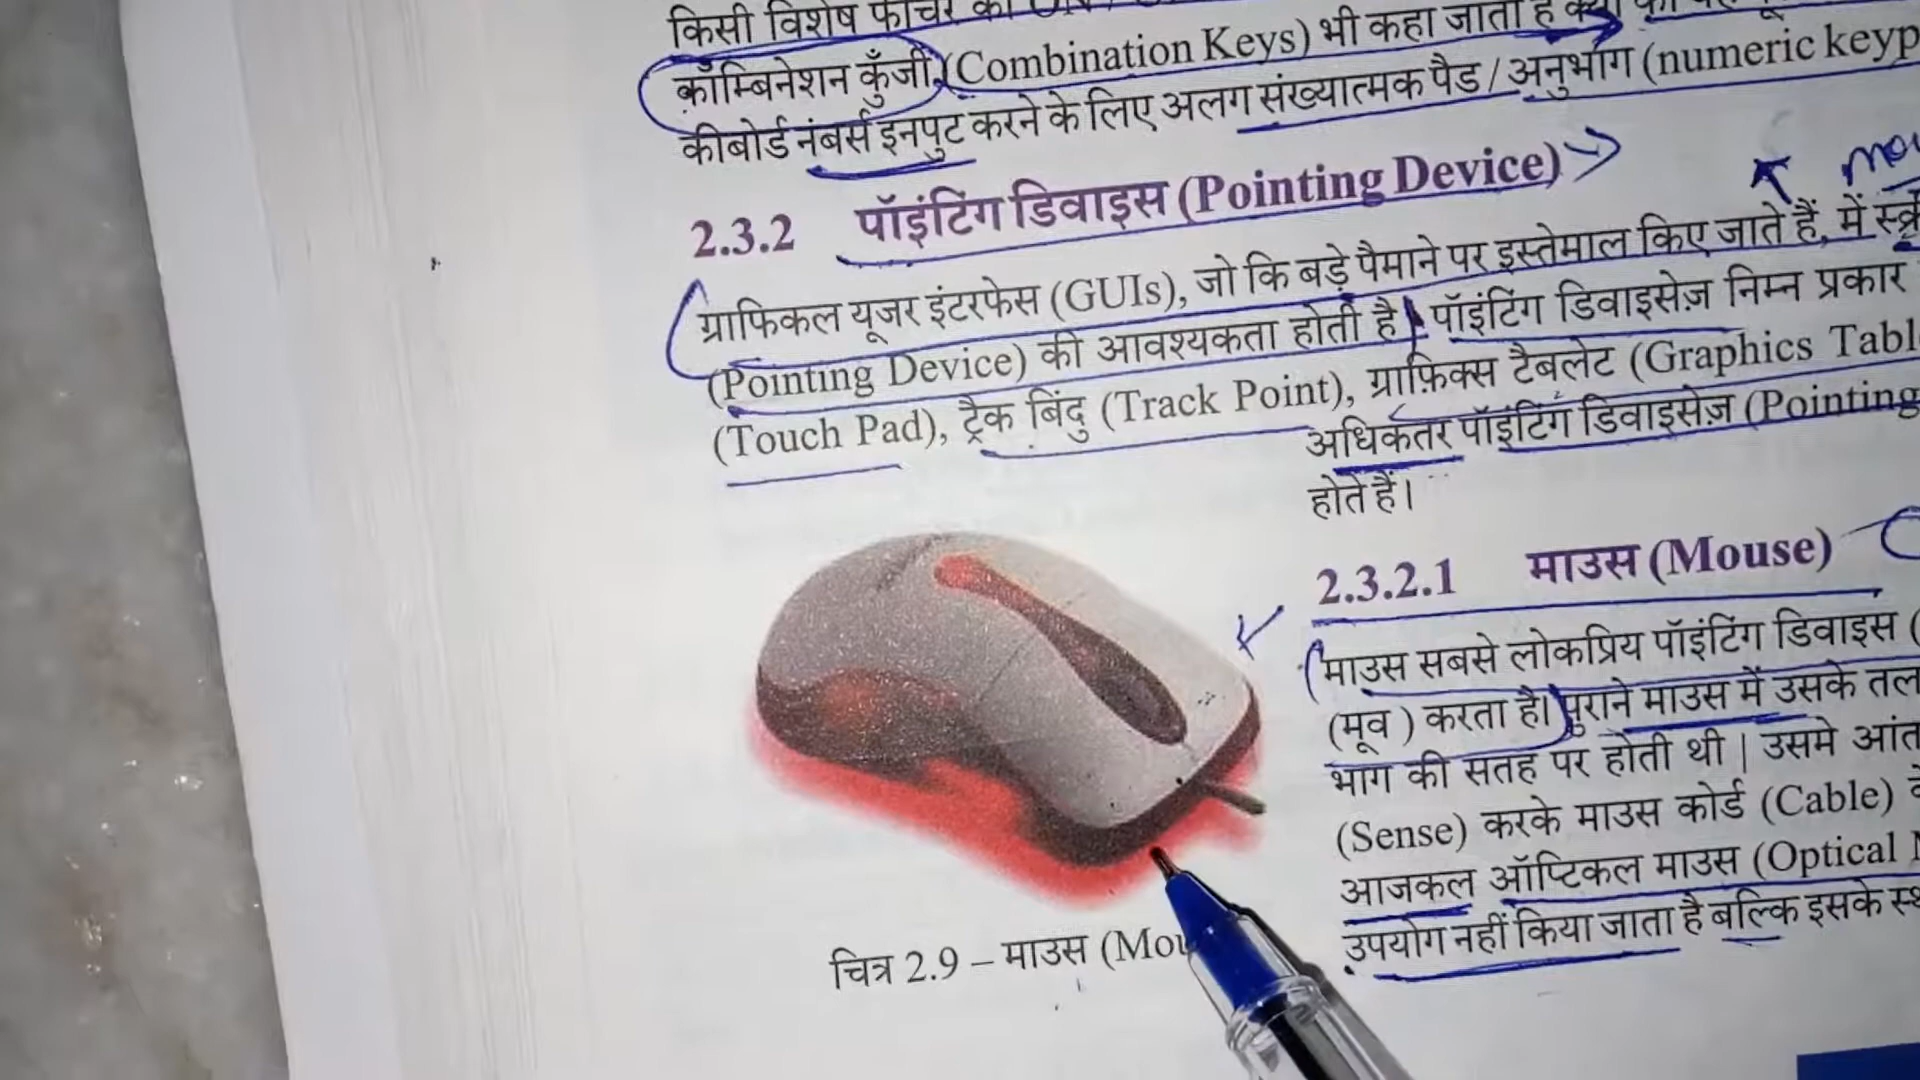 किसी विशेष फीचर को
कॉम्बिनेशन कुँजी (Combination Keys) भी कहा जाता है
कीबोर्ड नंबर्स इनपुट करने के लिए अलग संख्यात्मक पैड / अनुभाग (numeric keyp
2.3.2 पॉइंटिंग डिवाइस (Pointing Device)
ग्राफिकल यूजर इंटरफेस (GUIs), जो कि बड़े पैमाने पर इस्तेमाल किए जाते हैं, में स्क्री
(Pointing Device) की आवश्यकता होती है। पॉइंटिंग डिवाइसेज़ निम्न प्रकार
(Touch Pad), ट्रैक बिंदु (Track Point), ग्राफ़िक्स टैबलेट (Graphics Tabl
अधिकतर पॉइंटिंग डिवाइसेज़ (Pointing
होते हैं।
2.3.2.1 माउस (Mouse)
माउस सबसे लोकप्रिय पॉइंटिंग डिवाइस (
(मूव ) करता है। पुराने माउस में उसके तल
भाग की सतह पर होती थी | उसमे आंत
(Sense) करके माउस कोर्ड (Cable)
आजकल ऑप्टिकल माउस (Optical
उपयोग नहीं किया जाता है बल्कि इसके स्थ
चित्र 2.9 – माउस (Mou